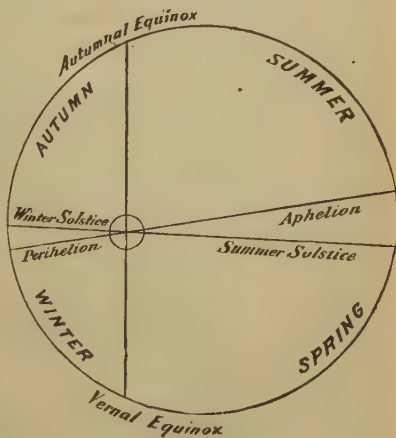 Autumnal Equinox
SUMMER
AUTUMN
Winter Solstice
Aphelion
Perihelion
Summer Solstice
WINTER
SPRING
Vernal Equinox